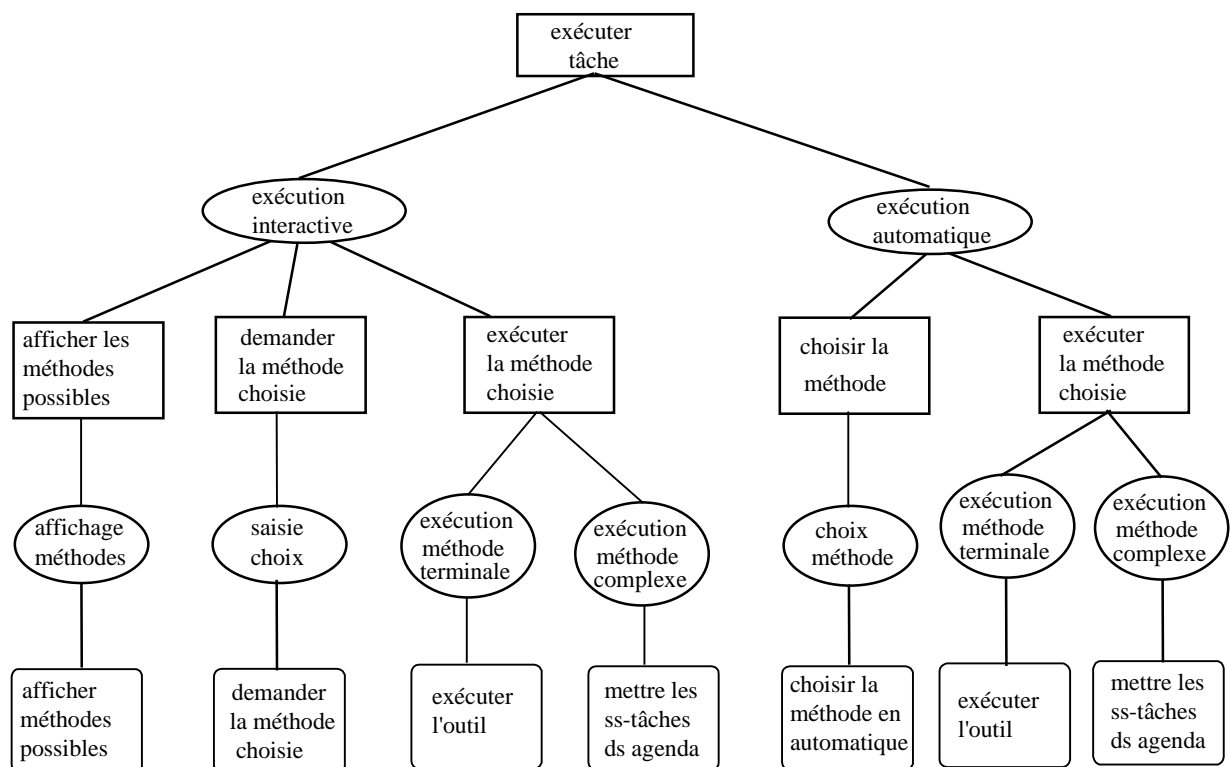 exécuter
tâche
exécution
interactive
exécution
automatique
afficher les
méthodes
possibles
demander
la méthode
choisie
exécuter
la méthode
choisie
choisir la
méthode
exécuter
la méthode
choisie
affichage
méthodes
saisie
choix
exécution
méthode
terminale
exécution
méthode
complexe
choix
méthode
exécution
méthode
terminale
exécution
méthode
complexe
afficher
méthodes
possibles
demander
la méthode
choisie
exécuter
l'outil
mettre les
ss-tâches
ds agenda
choisir la
méthode en
automatique
exécuter
l'outil
mettre les
ss-tâches
ds agenda